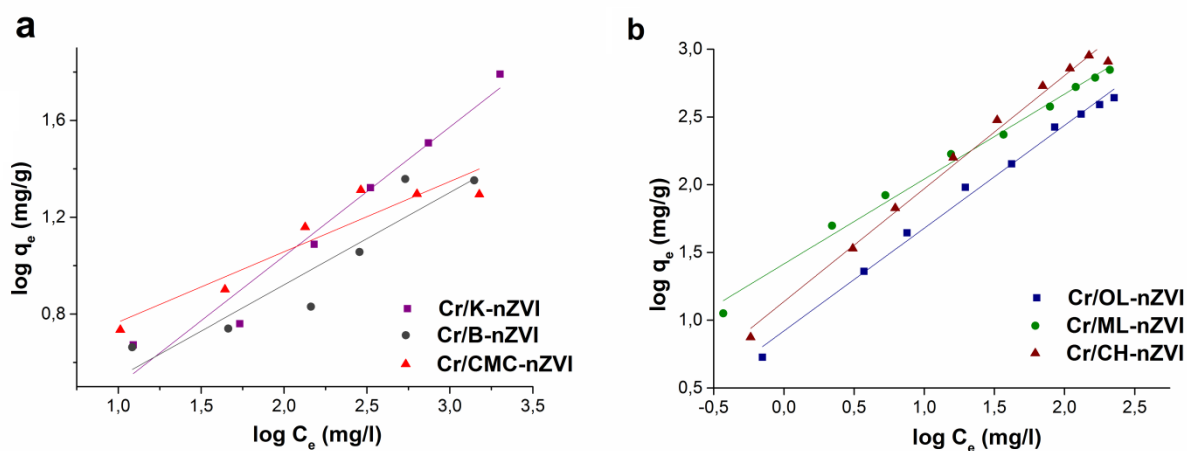 a
log qₑ (mg/g)
1,6
1,2
0,8
1,0 1,5 2,0 2,5 3,0 3,5
log Cₑ (mg/l)
Cr/K-nZVI
Cr/B-nZVI
Cr/CMC-nZVI
b
log qₑ (mg/g)
3,0
2,5
2,0
1,5
1,0
0,5
-0,5 0,0 0,5 1,0 1,5 2,0 2,5
log Cₑ (mg/l)
Cr/OL-nZVI
Cr/ML-nZVI
Cr/CH-nZVI